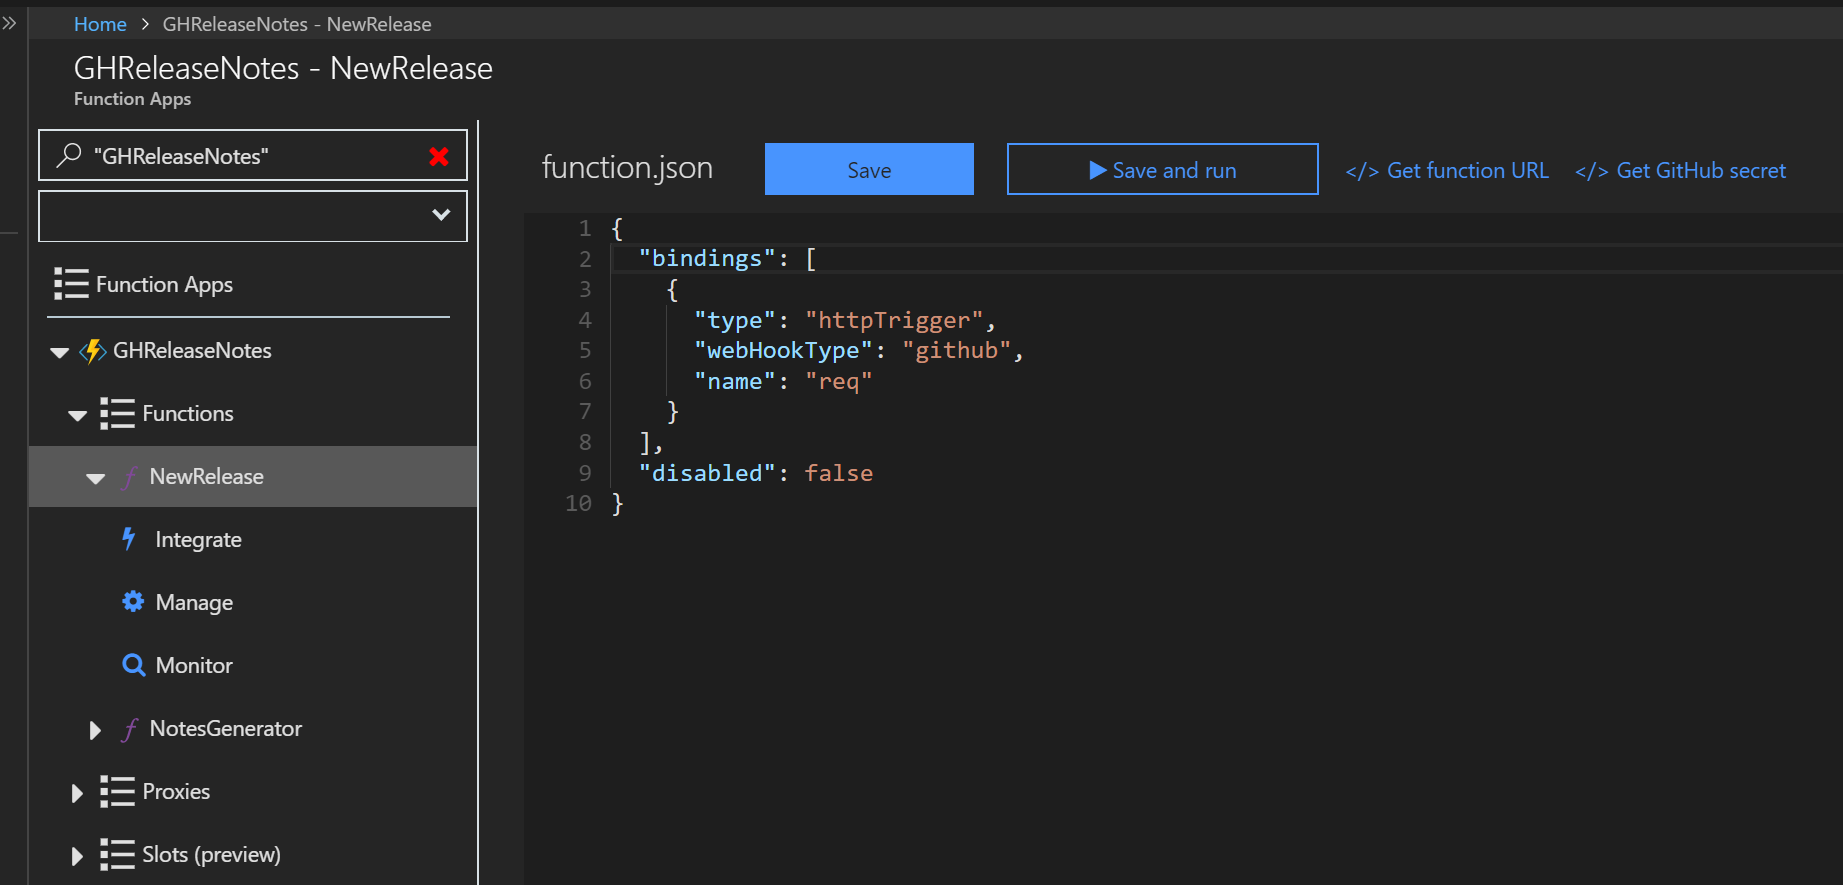 Home > GHReleaseNotes - NewRelease
GHReleaseNotes - NewRelease
Function Apps
"GHReleaseNotes"
Function Apps
GHReleaseNotes
Functions
NewRelease
Integrate
Manage
Monitor
NotesGenerator
Proxies
Slots (preview)
function.json
Save
Save and run
</> Get function URL
</> Get GitHub secret
1 {
2 "bindings": [
3 {
4 "type": "httpTrigger",
5 "webHookType": "github",
6 "name": "req"
7 }
8 ],
9 "disabled": false
10 }